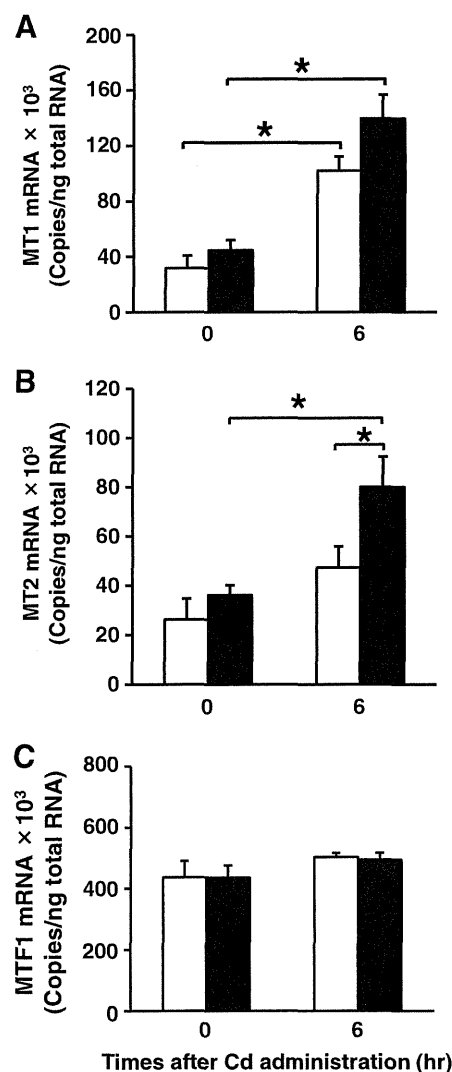 A
MT1 mRNA × 10³
(Copies/ng total RNA)
200
160
120
80
40
0
*
*
0
6
B
MT2 mRNA ×10³
(Copies/ng total RNA)
120
100
80
60
40
20
0
*
*
0
6
C
MTF1 mRNA × 10³
(Copies/ng total RNA)
800
600
400
200
0
0
6
Times after Cd administration (hr)